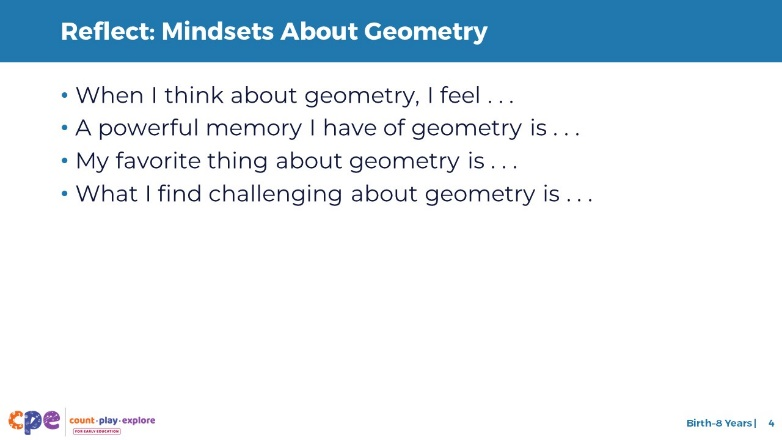 Reflect: Mindsets About Geometry
• When I think about geometry, I feel . . .
• A powerful memory I have of geometry is . . .
• My favorite thing about geometry is . . .
• What I find challenging about geometry is . . .
cpe
count·play·explore
FOR EARLY EDUCATION
Birth–8 Years | 4